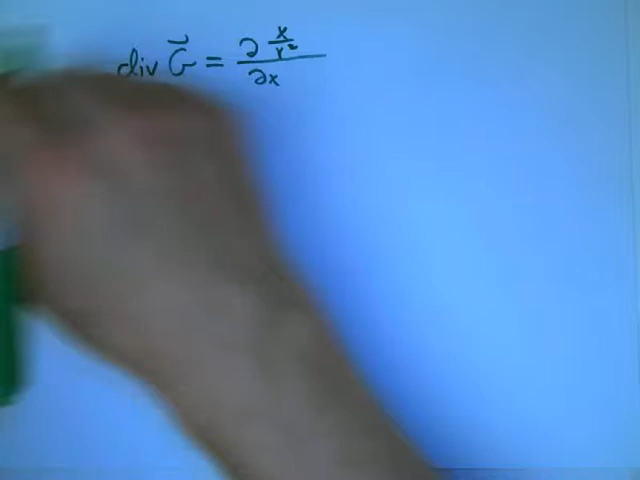 div G⃗ = ∂ x/r² / ∂x